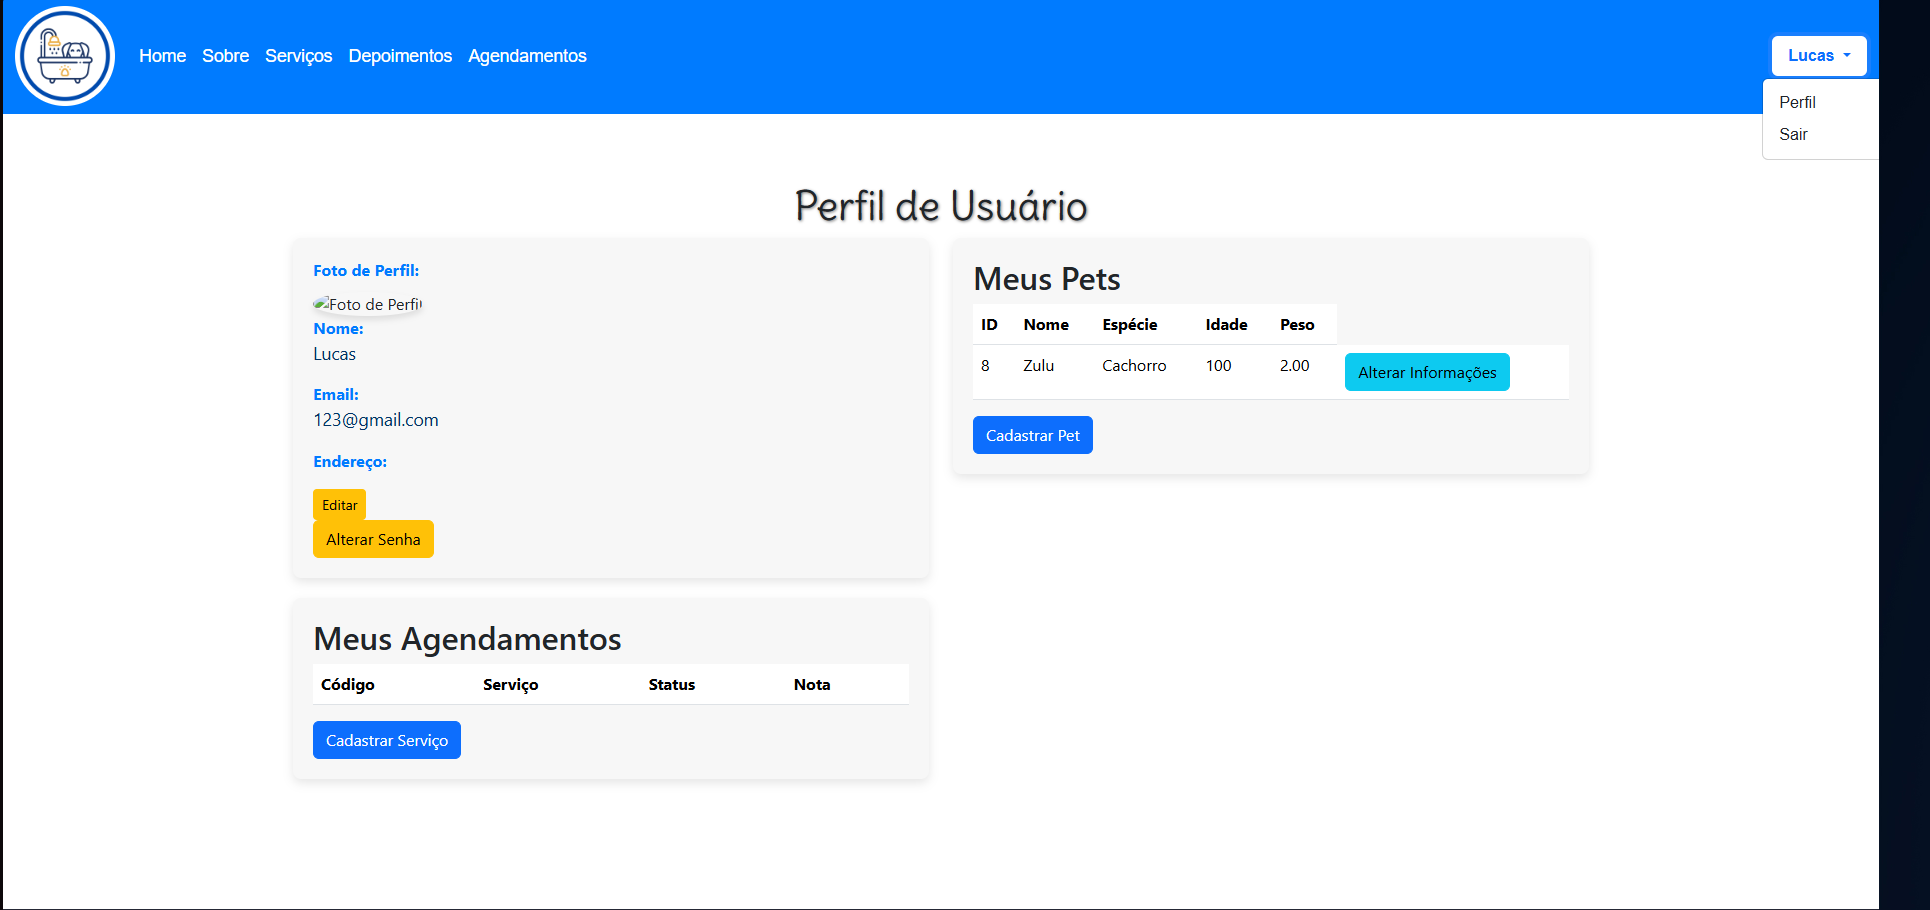 Home Sobre Serviços Depoimentos Agendamentos
Lucas
Perfil
Sair
Perfil de Usuário
Foto de Perfil:
Foto de Perfil
Nome:
Lucas
Email:
123@gmail.com
Endereço:
Editar
Alterar Senha
Meus Pets
ID Nome Espécie Idade Peso
8 Zulu Cachorro 100 2.00 Alterar Informações
Cadastrar Pet
Meus Agendamentos
Código Serviço Status Nota
Cadastrar Serviço